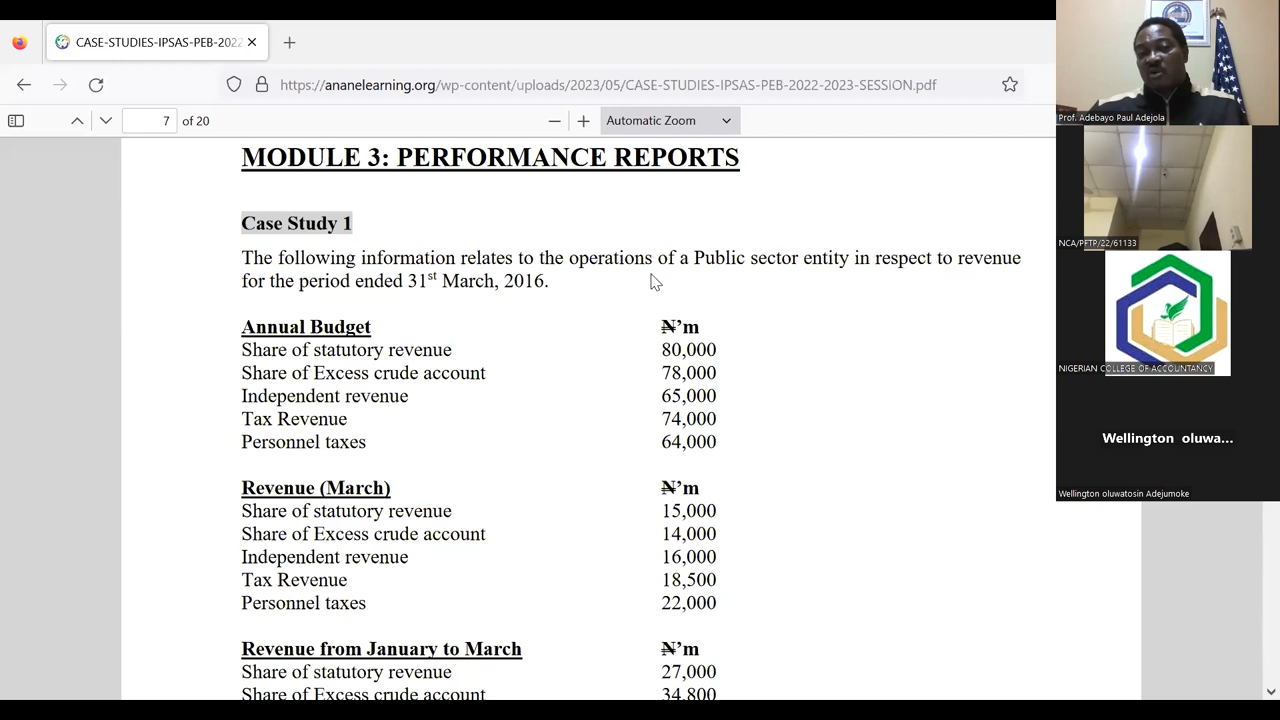 CASE-STUDIES-IPSAS-PEB-2022
https://ananelearning.org/wp-content/uploads/2023/05/CASE-STUDIES-IPSAS-PEB-2022-2023-SESSION.pdf
7 of 20
Automatic Zoom
MODULE 3: PERFORMANCE REPORTS
Case Study 1
The following information relates to the operations of a Public sector entity in respect to revenue
for the period ended 31st March, 2016.
Annual Budget ₦’m
Share of statutory revenue 80,000
Share of Excess crude account 78,000
Independent revenue 65,000
Tax Revenue 74,000
Personnel taxes 64,000
Revenue (March) ₦’m
Share of statutory revenue 15,000
Share of Excess crude account 14,000
Independent revenue 16,000
Tax Revenue 18,500
Personnel taxes 22,000
Revenue from January to March ₦’m
Share of statutory revenue 27,000
Share of Excess crude account 34,800
Prof. Adebayo Paul Adejola
NCA/PFTP/22/61133
NIGERIAN COLLEGE OF ACCOUNTANCY
Wellington oluwa...
Wellington oluwatosin Adejumoke